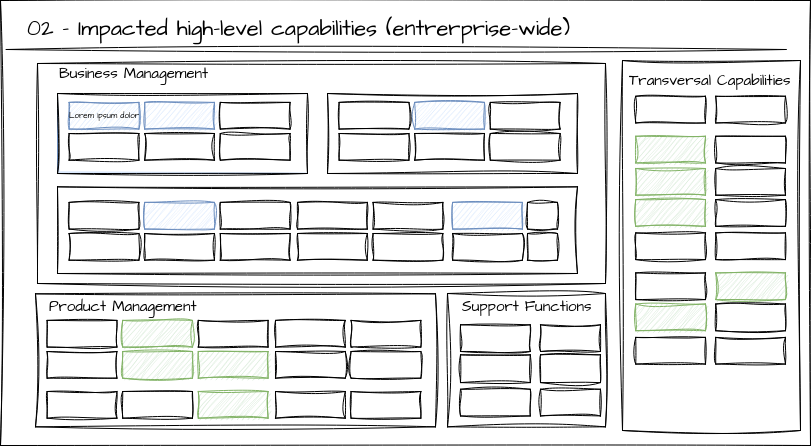 02 - Impacted high-level capabilities (entrerprise-wide)
Business Management
Lorem ipsum dolor
Transversal Capabilities
Product Management
Support Functions